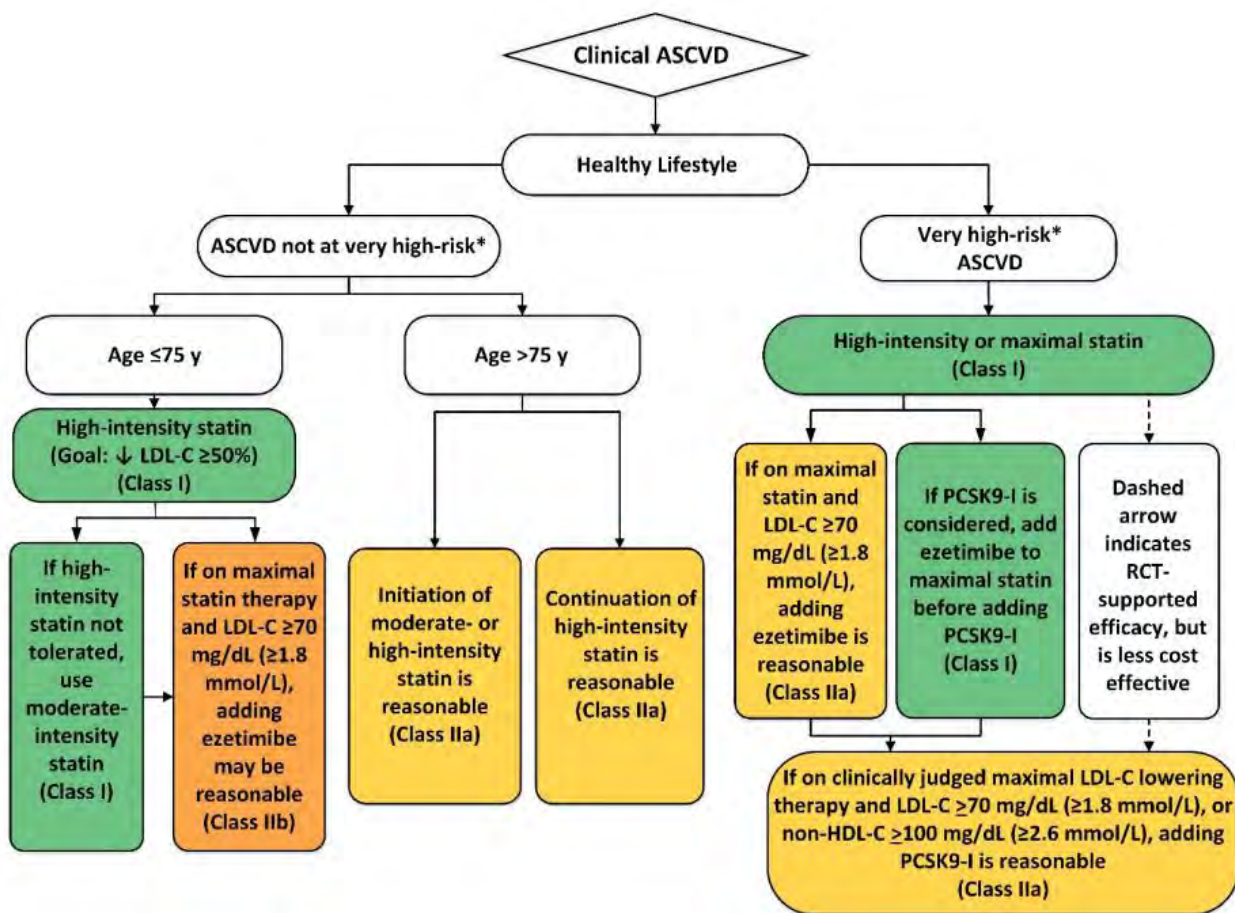 Clinical ASCVD
Healthy Lifestyle
ASCVD not at very high-risk*
Age ≤75 y
High-intensity statin
(Goal: ↓ LDL-C ≥50%)
(Class I)
If high-
intensity
statin not
tolerated,
use
moderate-
intensity
statin
(Class I)
If on maximal
statin therapy
and LDL-C ≥70
mg/dL (≥1.8
mmol/L),
adding
ezetimibe
may be
reasonable
(Class IIb)
Age >75 y
Initiation of
moderate- or
high-intensity
statin is
reasonable
(Class IIa)
Continuation of
high-intensity
statin is
reasonable
(Class IIa)
Very high-risk*
ASCVD
High-intensity or maximal statin
(Class I)
If on maximal
statin and
LDL-C ≥70
mg/dL (≥1.8
mmol/L),
adding
ezetimibe is
reasonable
(Class IIa)
If PCSK9-I is
considered, add
ezetimibe to
maximal statin
before adding
PCSK9-I
(Class I)
Dashed
arrow
indicates
RCT-
supported
efficacy, but
is less cost
effective
If on clinically judged maximal LDL-C lowering
therapy and LDL-C ≥70 mg/dL (≥1.8 mmol/L), or
non-HDL-C ≥100 mg/dL (≥2.6 mmol/L), adding
PCSK9-I is reasonable
(Class IIa)